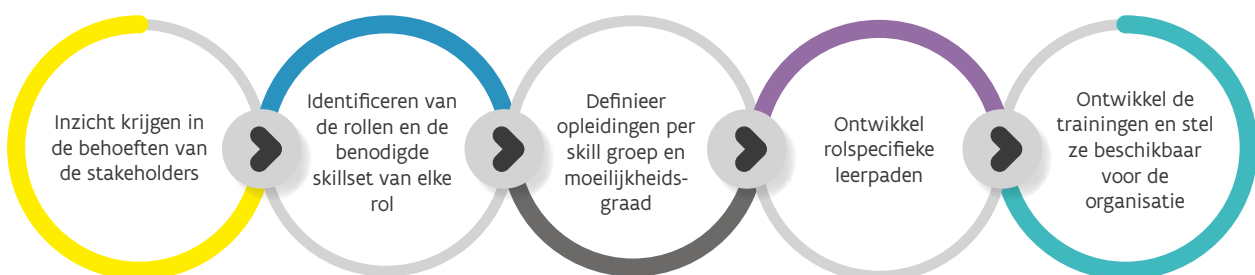 Inzicht krijgen in
de behoeften van
de stakeholders
Identificeren van
de rollen en de
benodigde
skillset van elke
rol
Definieer
opleidingen per
skill groep en
moeilijkheids-
graad
Ontwikkel
rolspecifieke
leerpaden
Ontwikkel de
trainingen en stel
ze beschikbaar
voor de
organisatie